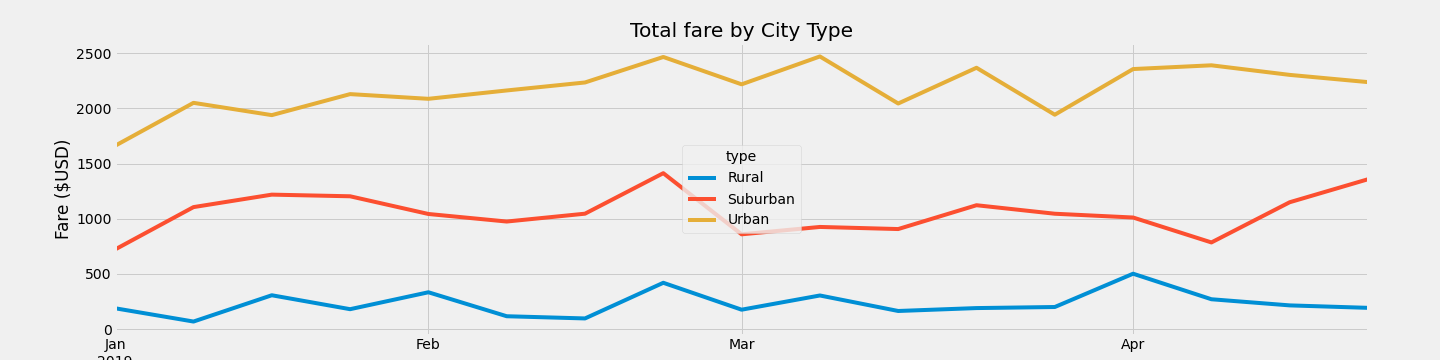 Total fare by City Type
Fare ($USD)
2500
2000
1500
1000
500
0
type
Rural
Suburban
Urban
Jan Feb Mar Apr
2019